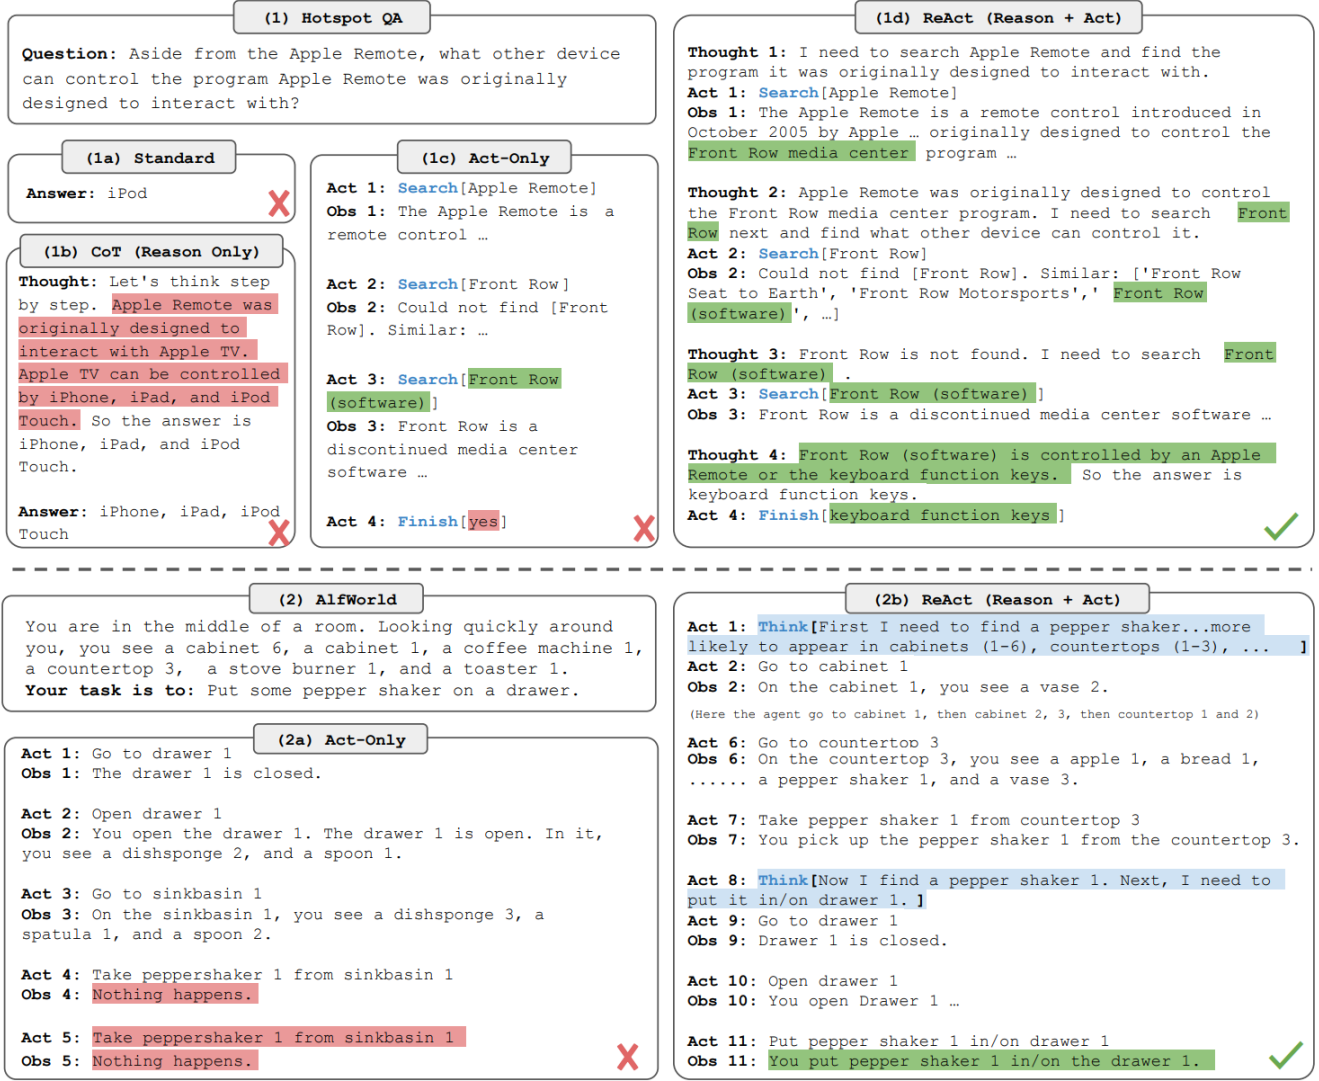 (1) Hotspot QA
Question: Aside from the Apple Remote, what other device
can control the program Apple Remote was originally
designed to interact with?
(1a) Standard
Answer: iPod
(1b) CoT (Reason Only)
Thought: Let's think step
by step. Apple Remote was
originally designed to
interact with Apple TV.
Apple TV can be controlled
by iPhone, iPad, and iPod
Touch. So the answer is
iPhone, iPad, and iPod
Touch.
Answer: iPhone, iPad, iPod
Touch
(1c) Act-Only
Act 1: Search[Apple Remote]
Obs 1: The Apple Remote is a
remote control …
Act 2: Search[Front Row]
Obs 2: Could not find [Front
Row]. Similar: …
Act 3: Search[Front Row
(software)]
Obs 3: Front Row is a
discontinued media center
software …
Act 4: Finish[yes]
(1d) ReAct (Reason + Act)
Thought 1: I need to search Apple Remote and find the
program it was originally designed to interact with.
Act 1: Search[Apple Remote]
Obs 1: The Apple Remote is a remote control introduced in
October 2005 by Apple … originally designed to control the
Front Row media center program …
Thought 2: Apple Remote was originally designed to control
the Front Row media center program. I need to search Front
Row next and find what other device can control it.
Act 2: Search[Front Row]
Obs 2: Could not find [Front Row]. Similar: ['Front Row
Seat to Earth', 'Front Row Motorsports',' Front Row
(software)', …]
Thought 3: Front Row is not found. I need to search Front
Row (software) .
Act 3: Search[Front Row (software)]
Obs 3: Front Row is a discontinued media center software …
Thought 4: Front Row (software) is controlled by an Apple
Remote or the keyboard function keys. So the answer is
keyboard function keys.
Act 4: Finish[keyboard function keys]
(2) AlfWorld
You are in the middle of a room. Looking quickly around
you, you see a cabinet 6, a cabinet 1, a coffee machine 1,
a countertop 3, a stove burner 1, and a toaster 1.
Your task is to: Put some pepper shaker on a drawer.
(2a) Act-Only
Act 1: Go to drawer 1
Obs 1: The drawer 1 is closed.
Act 2: Open drawer 1
Obs 2: You open the drawer 1. The drawer 1 is open. In it,
you see a dishsponge 2, and a spoon 1.
Act 3: Go to sinkbasin 1
Obs 3: On the sinkbasin 1, you see a dishsponge 3, a
spatula 1, and a spoon 2.
Act 4: Take peppershaker 1 from sinkbasin 1
Obs 4: Nothing happens.
Act 5: Take peppershaker 1 from sinkbasin 1
Obs 5: Nothing happens.
(2b) ReAct (Reason + Act)
Act 1: Think[First I need to find a pepper shaker...more
likely to appear in cabinets (1-6), countertops (1-3), ... ]
Act 2: Go to cabinet 1
Obs 2: On the cabinet 1, you see a vase 2.
(Here the agent go to cabinet 1, then cabinet 2, 3, then countertop 1 and 2)
Act 6: Go to countertop 3
Obs 6: On the countertop 3, you see a apple 1, a bread 1,
...... a pepper shaker 1, and a vase 3.
Act 7: Take pepper shaker 1 from countertop 3
Obs 7: You pick up the pepper shaker 1 from the countertop 3.
Act 8: Think[Now I find a pepper shaker 1. Next, I need to
put it in/on drawer 1. ]
Act 9: Go to drawer 1
Obs 9: Drawer 1 is closed.
Act 10: Open drawer 1
Obs 10: You open Drawer 1 …
Act 11: Put pepper shaker 1 in/on drawer 1
Obs 11: You put pepper shaker 1 in/on the drawer 1.